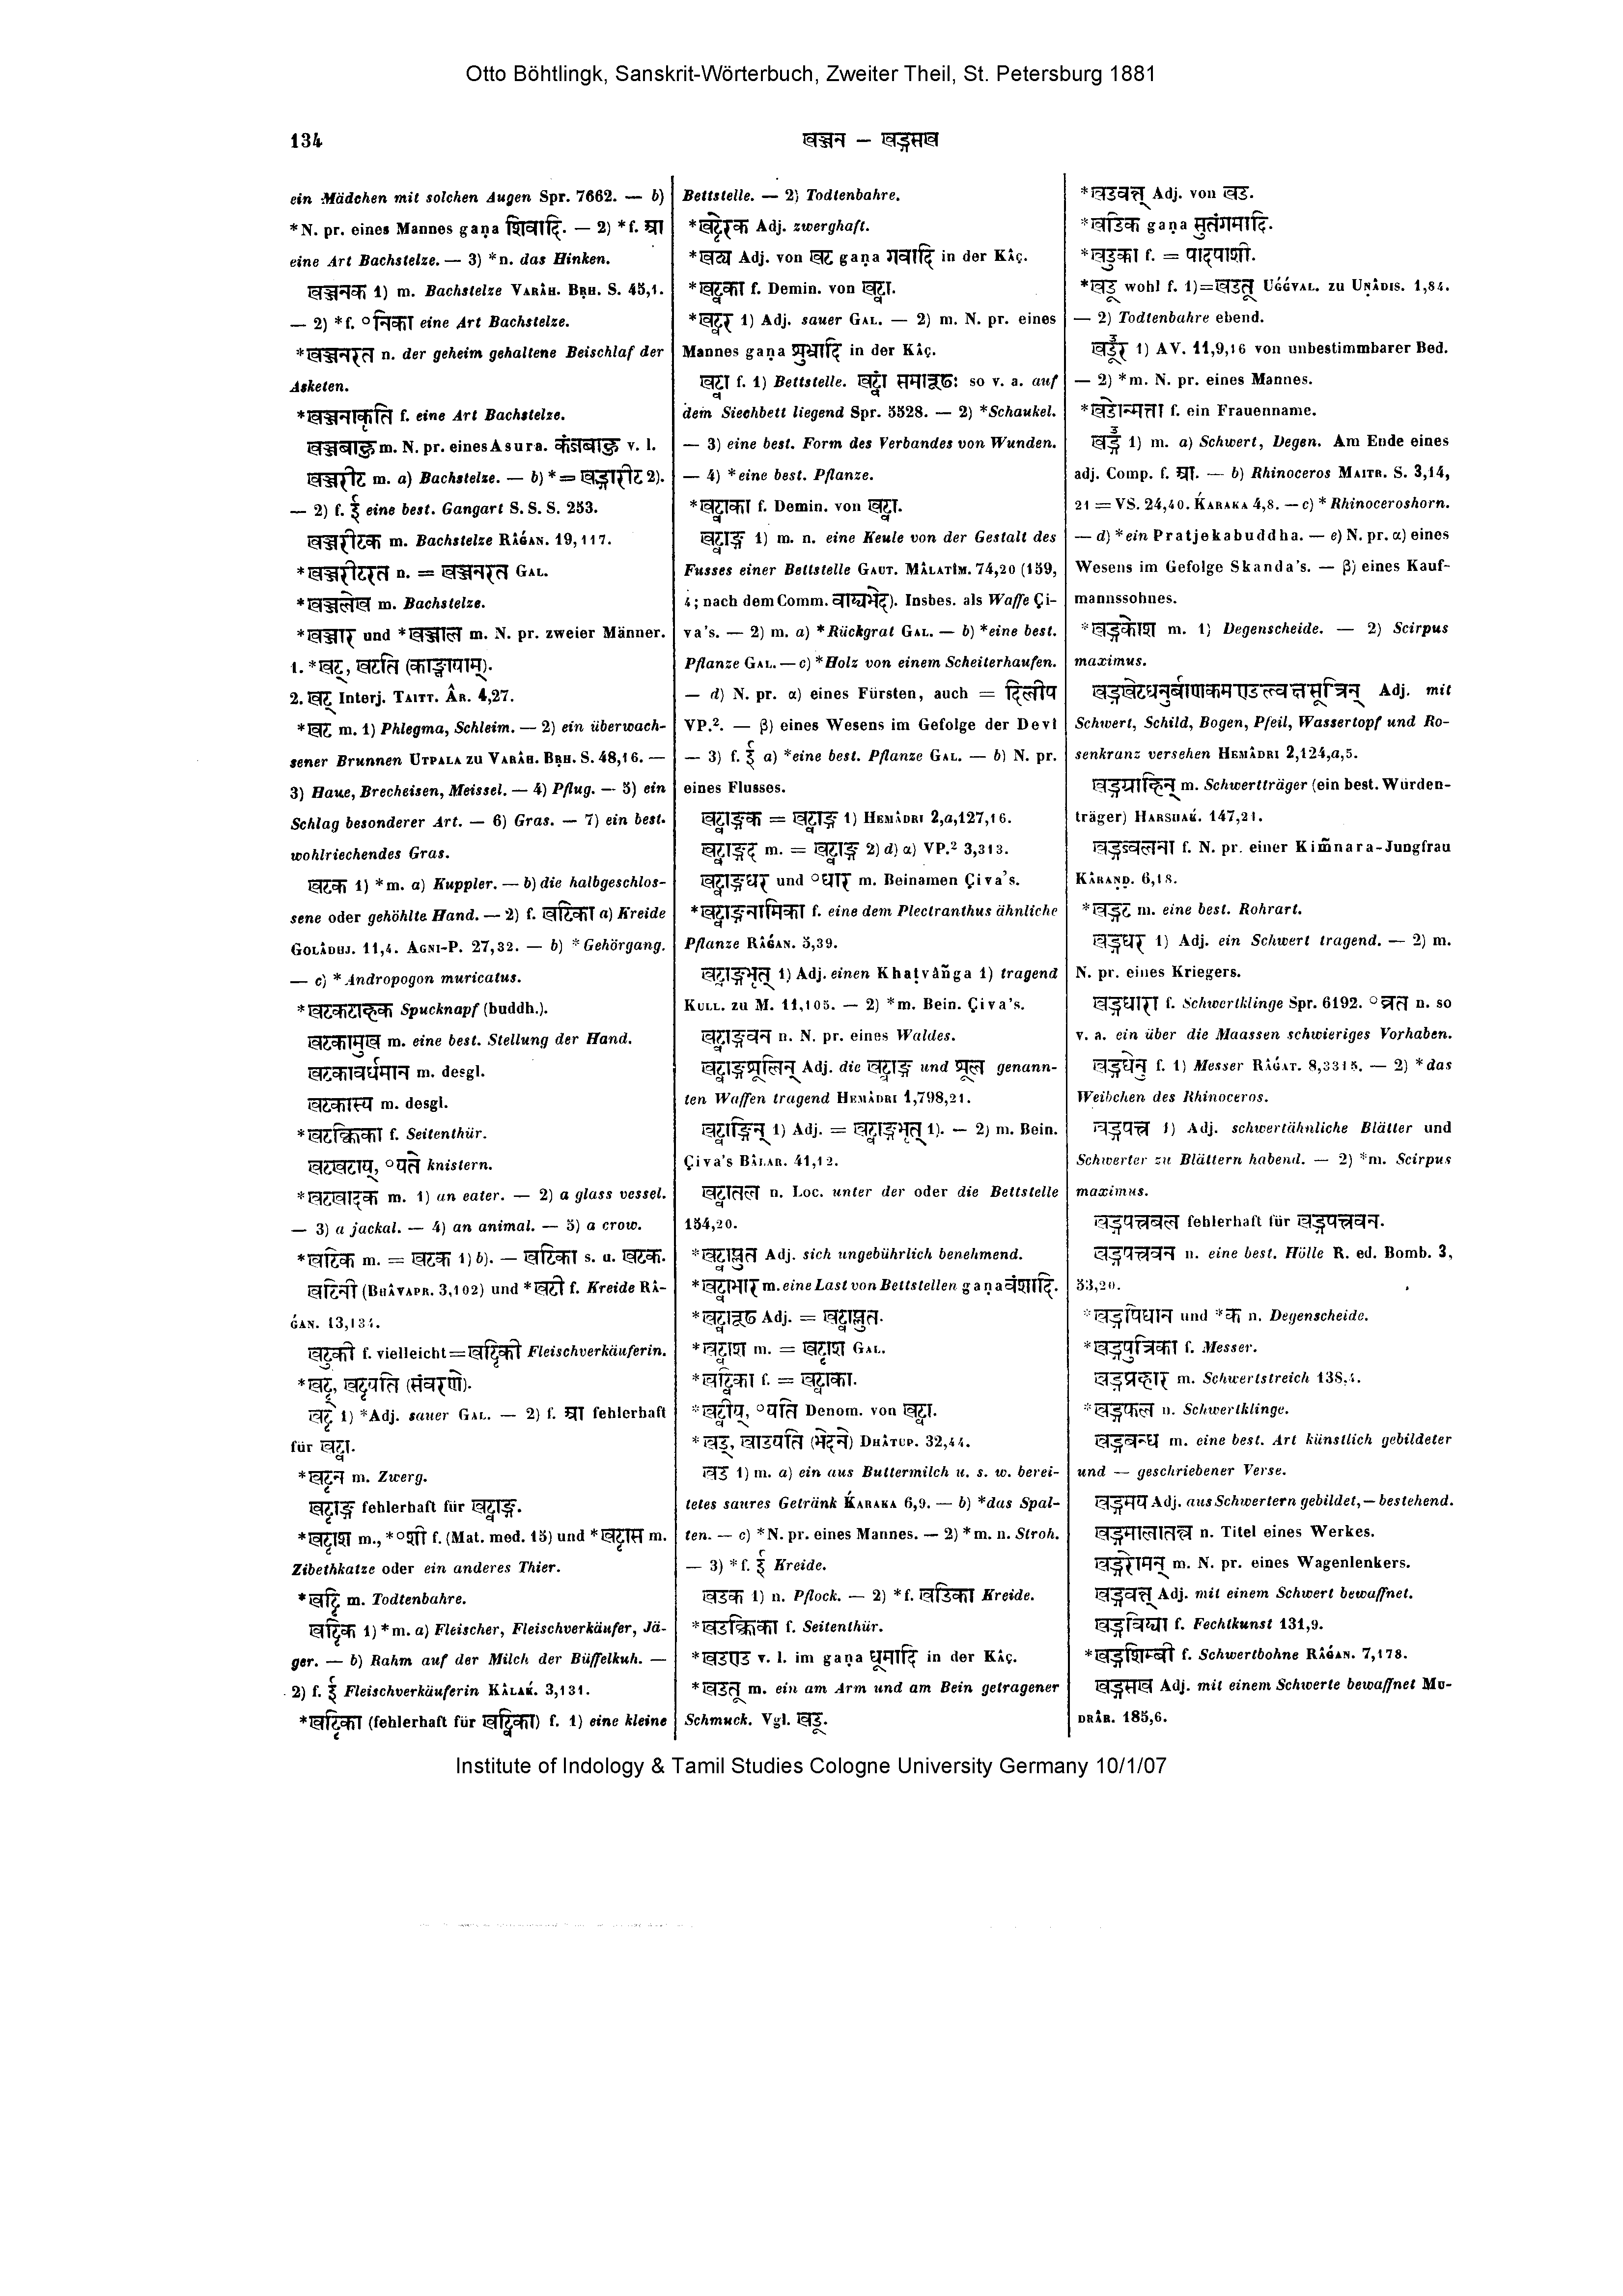 Otto Böhtlingk, Sanskrit-Wörterbuch, Zweiter Theil, St. Petersburg 1881
134
खञ्जन — खड्गसख
ein Mädchen mit solchen Augen Spr. 7662. — b)
*N. pr. eines Mannes gaṇa शिवादि. — 2) *f. आ
eine Art Bachstelze. — 3) *n. das Hinken.
खञ्जनक 1) m. Bachstelze VARÂH. BṚH. S. 45,1.
— 2) *f. °निका eine Art Bachstelze.
*खञ्जनरत n. der geheim gehaltene Beischlaf der
Asketen.
*खञ्जनाकृति f. eine Art Bachstelze.
खञ्जबाहु m. N. pr. eines Asura. कंजबाहु v. l.
खञ्जरीट m. a) Bachstelze. — b) *= खड्गारीट 2).
— 2) f. ई eine best. Gangart S. S. S. 253.
खञ्जरीटक m. Bachstelze RÂǴAN. 19,117.
*खञ्जरीटरत n. = खञ्जनरत GAL.
*खञ्जलेख m. Bachstelze.
*खञ्जार und *खञ्जाल m. N. pr. zweier Männer.
1. *खट्, खटति (काङ्क्षायाम्).
2. खट् Interj. TAITT. ÂR. 4,27.
*खट m. 1) Phlegma, Schleim. — 2) ein überwach-
sener Brunnen UTPALA zu VARÂH. BṚH. S. 48,16. —
3) Haue, Brecheisen, Meissel. — 4) Pflug. — 5) ein
Schlag besonderer Art. — 6) Gras. — 7) ein best.
wohlriechendes Gras.
खटक 1) *m. a) Kuppler. — b) die halbgeschlos-
sene oder gehöhlte Hand. — 2) f. खटिका a) Kreide
GOLÂDHJ. 11,4. AGNI-P. 27,32. — b) *Gehörgang.
— c) *Andropogon muricatus.
*खटकटाहक Spucknapf (buddh.).
खटकामुख m. eine best. Stellung der Hand.
खटकावर्धमान m. desgl.
खटकास्य m. desgl.
*खटक्किका f. Seitenthür.
खटखटाय्, °यते knistern.
*खटखादक m. 1) an eater. — 2) a glass vessel.
— 3) a jackal. — 4) an animal. — 5) a crow.
*खटिक m. = खटक 1) b). — खटिका s. u. खटक.
खटिनी (BHÂVAPR. 3,102) und *खटी f. Kreide RÂ-
ǴAN. 13,134.
खटुकी f. vielleicht = खट्टिकी Fleischverkäuferin.
*खट्ट्, खट्टयति (संवरणे).
खट्ट 1) *Adj. sauer GAL. — 2) f. आ fehlerhaft
für खट्वा.
*खट्टन m. Zwerg.
खट्टाङ्ग fehlerhaft für खट्वाङ्ग.
*खट्टाश m., *°शी f. (Mat. med. 15) und *खट्टास m.
Zibethkatze oder ein anderes Thier.
*खट्टि m. Todtenbahre.
खट्टिक 1) *m. a) Fleischer, Fleischverkäufer, Jä-
ger. — b) Rahm auf der Milch der Büffelkuh. —
2) f. ई Fleischverkäuferin KÂLAḰ. 3,131.
*खट्टिका (fehlerhaft für खट्विका) f. 1) eine kleine
Bettstelle. — 2) Todtenbahre.
*खट्टेरक Adj. zwerghaft.
*खट्य Adj. von खट gaṇa गवादि in der Kâç.
*खट्वका f. Demin. von खट्वा.
*खट्वर 1) Adj. sauer GAL. — 2) m. N. pr. eines
Mannes gaṇa शुभ्रादि in der Kâç.
खट्वा f. 1) Bettstelle. खट्वां समारूढः so v. a. auf
dem Siechbett liegend Spr. 3328. — 2) *Schaukel.
— 3) eine best. Form des Verbandes von Wunden.
— 4) *eine best. Pflanze.
*खट्वाका f. Demin. von खट्वा.
खट्वाङ्ग 1) m. n. eine Keule von der Gestalt des
Fusses einer Bettstelle GAUT. MÂLATÎM. 74,20 (159,
4; nach dem Comm. वाद्यभेद). Insbes. als Waffe Çi-
va's. — 2) m. a) *Rückgrat GAL. — b) *eine best.
Pflanze GAL. — c) *Holz von einem Scheiterhaufen.
— d) N. pr. α) eines Fürsten, auch = दिलीप
VP.². — β) eines Wesens im Gefolge der Devî
— 3) f. ई a) *eine best. Pflanze GAL. — b) N. pr.
eines Flusses.
खट्वाङ्गक = खट्वाङ्ग 1) HEMÂDRI 2,a,127,16.
खट्वाङ्गद m. = खट्वाङ्ग 2) d) α) VP.² 3,313.
खट्वाङ्गधर und °धार m. Beinamen Çiva's.
*खट्वाङ्गनामिका f. eine dem Plectranthus ähnliche
Pflanze RÂǴAN. 5,39.
खट्वाङ्गभृत् 1) Adj. einen Khaṭvâñga 1) tragend
KULL. zu M. 11,105. — 2) *m. Bein. Çiva's.
खट्वाङ्गवन n. N. pr. eines Waldes.
खट्वाङ्गशूलिन् Adj. die खट्वाङ्ग und शूल genann-
ten Waffen tragend HEMÂDRI 1,798,21.
खट्वाङ्गिन् 1) Adj. = खट्वाङ्गभृत् 1). — 2) m. Bein.
Çiva's BÂLAR. 41,12.
खट्वातल n. Loc. unter der oder die Bettstelle
134,20.
*खट्वाप्लुत Adj. sich ungebührlich benehmend.
*खट्वाभार m. eine Last von Bettstellen gaṇa वंशादि.
*खट्वारूढ Adj. = खट्वाप्लुत.
*खट्वाश m. = खट्टाश GAL.
*खट्विका f. = खट्वाका.
*खट्वीय्, °यति Denom. von खट्वा.
*खड्, खाडयति (भेदने) DHÂTUP. 32,44.
खड 1) m. a) ein aus Buttermilch u. s. w. berei-
tetes saures Getränk ḰARAKA 6,9. — b) *das Spal-
ten. — c) *N. pr. eines Mannes. — 2) *m. n. Stroh.
— 3) *f. ई Kreide.
खडक 1) n. Pflock. — 2) *f. खडिका Kreide.
*खडक्किका f. Seitenthür.
*खडण्ड v. l. im gaṇa धूमादि in der Kâç.
*खडतू m. ein am Arm und am Bein getragener
Schmuck. Vgl. खडू.
*खडवत् Adj. von खड.
*खडिक gaṇa सुतंगमादि.
*खडुका f. = पादपाशी.
*खडू wohl f. 1) = खडतू UǴǴVAL. zu UṆÂDIS. 1,84.
— 2) Todtenbahre ebend.
खडूर 1) AV. 11,9,16 von unbestimmbarer Bed.
— 2) *m. N. pr. eines Mannes.
*खडोन्मत्ता f. ein Frauenname.
खड्ग 1) m. a) Schwert, Degen. Am Ende eines
adj. Comp. f. आ. — b) Rhinoceros MAITR. S. 3,14,
21 = VS. 24,40. ḰARAKA 4,8. — c) *Rhinoceroshorn.
— d) *ein Pratjekabuddha. — e) N. pr. α) eines
Wesens im Gefolge Skanda's. — β) eines Kauf-
mannssohnes.
*खड्गकोश m. 1) Degenscheide. — 2) Scirpus
maximus.
खड्गखेटधनुर्बाणकमण्डल्वक्षसूत्रिन् Adj. mit
Schwert, Schild, Bogen, Pfeil, Wassertopf und Ro-
senkranz versehen HEMÂDRI 2,124,a,5.
खड्गग्राहिन् m. Schwertträger (ein best. Würden-
träger) HARSHAḰ. 147,21.
खड्गज्वलना f. N. pr. einer Kim̃nara-Jungfrau
KÂRAṆḌ. 6,18.
*खड्गट m. eine best. Rohrart.
खड्गधर 1) Adj. ein Schwert tragend. — 2) m.
N. pr. eines Kriegers.
खड्गधारा f. Schwertklinge Spr. 6192. °व्रत n. so
v. a. ein über die Maassen schwieriges Vorhaben.
खड्गधेनु f. 1) Messer RÂǴAT. 8,3315. — 2) *das
Weibchen des Rhinoceros.
खड्गपत्त्र 1) Adj. schwertähnliche Blätter und
Schwerter zu Blättern habend. — 2) *m. Scirpus
maximus.
खड्गपत्त्रबल fehlerhaft für खड्गपत्त्रवन.
खड्गपत्त्रवन n. eine best. Hölle R. ed. Bomb. 3,
53,20.
*खड्गपिधान und *°क n. Degenscheide.
*खड्गपुत्रिका f. Messer.
खड्गप्रहार m. Schwertstreich 138,4.
*खड्गफल n. Schwertklinge.
खड्गबन्ध m. eine best. Art künstlich gebildeter
und — geschriebener Verse.
खड्गमय Adj. aus Schwertern gebildet, — bestehend.
खड्गमालातन्त्र n. Titel eines Werkes.
खड्गरोमन् m. N. pr. eines Wagenlenkers.
खड्गवत् Adj. mit einem Schwert bewaffnet.
खड्गविद्या f. Fechtkunst 131,9.
*खड्गशिम्बी f. Schwertbohne RÂǴAN. 7,178.
खड्गसख Adj. mit einem Schwerte bewaffnet MU-
DRÂR. 185,6.
Institute of Indology & Tamil Studies Cologne University Germany 10/1/07